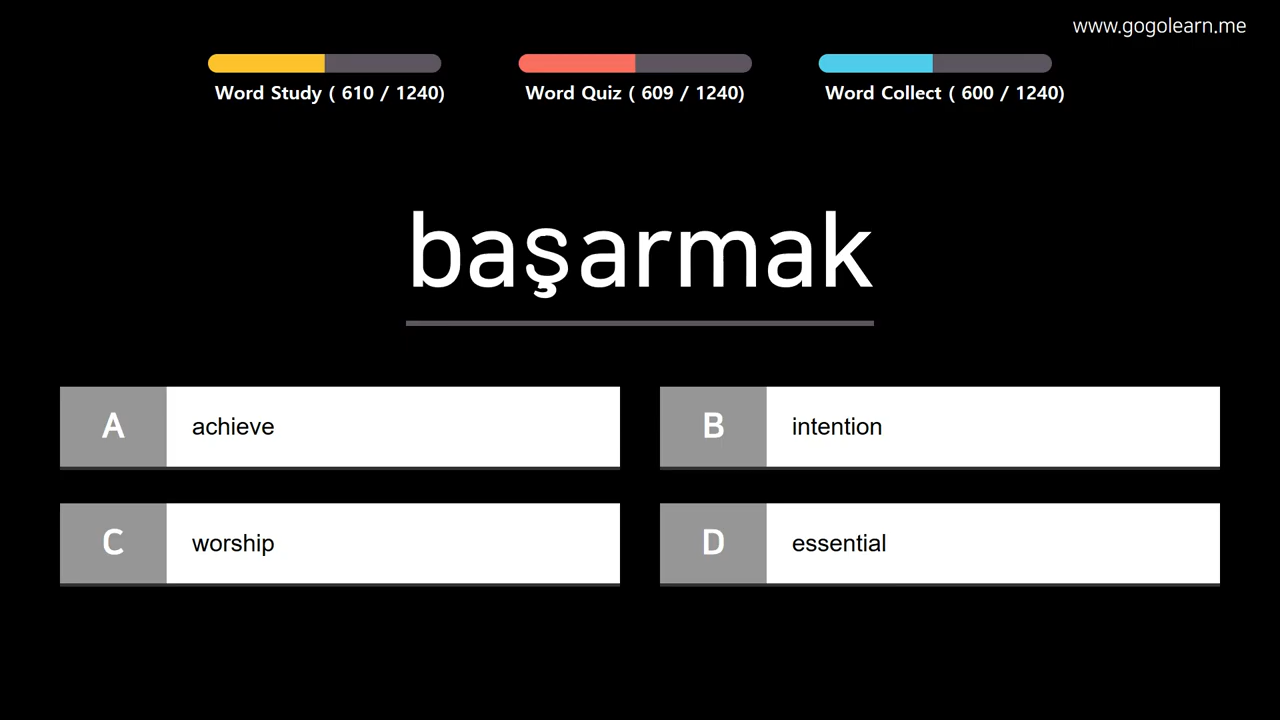 www.gogolearn.me
Word Study ( 610 / 1240)
Word Quiz ( 609 / 1240)
Word Collect ( 600 / 1240)
başarmak
A achieve
B intention
C worship
D essential